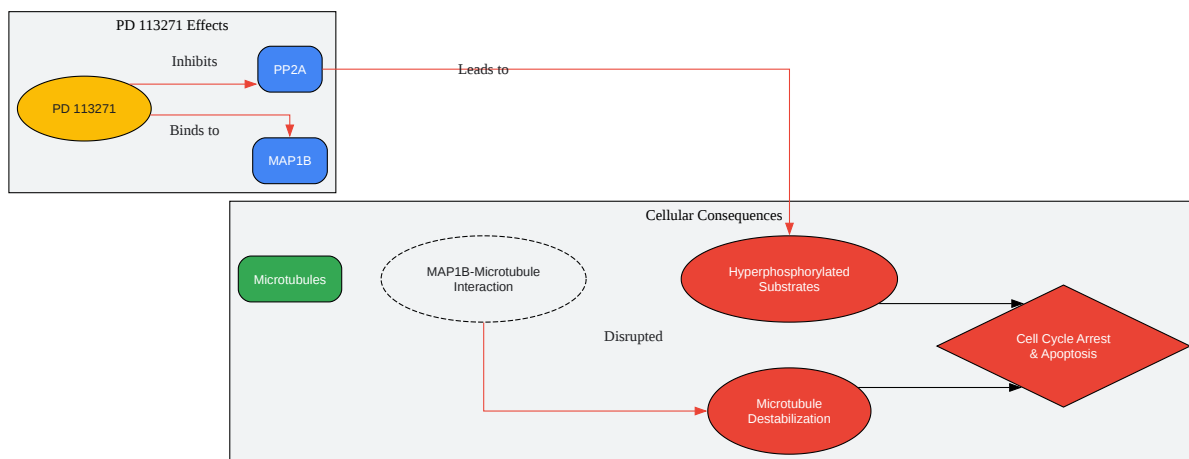 PD 113271 Effects
Inhibits
PP2A
Leads to
PD 113271
Binds to
MAP1B
Cellular Consequences
Microtubules
MAP1B-Microtubule
Interaction
Hyperphosphorylated
Substrates
Disrupted
Cell Cycle Arrest
& Apoptosis
Microtubule
Destabilization